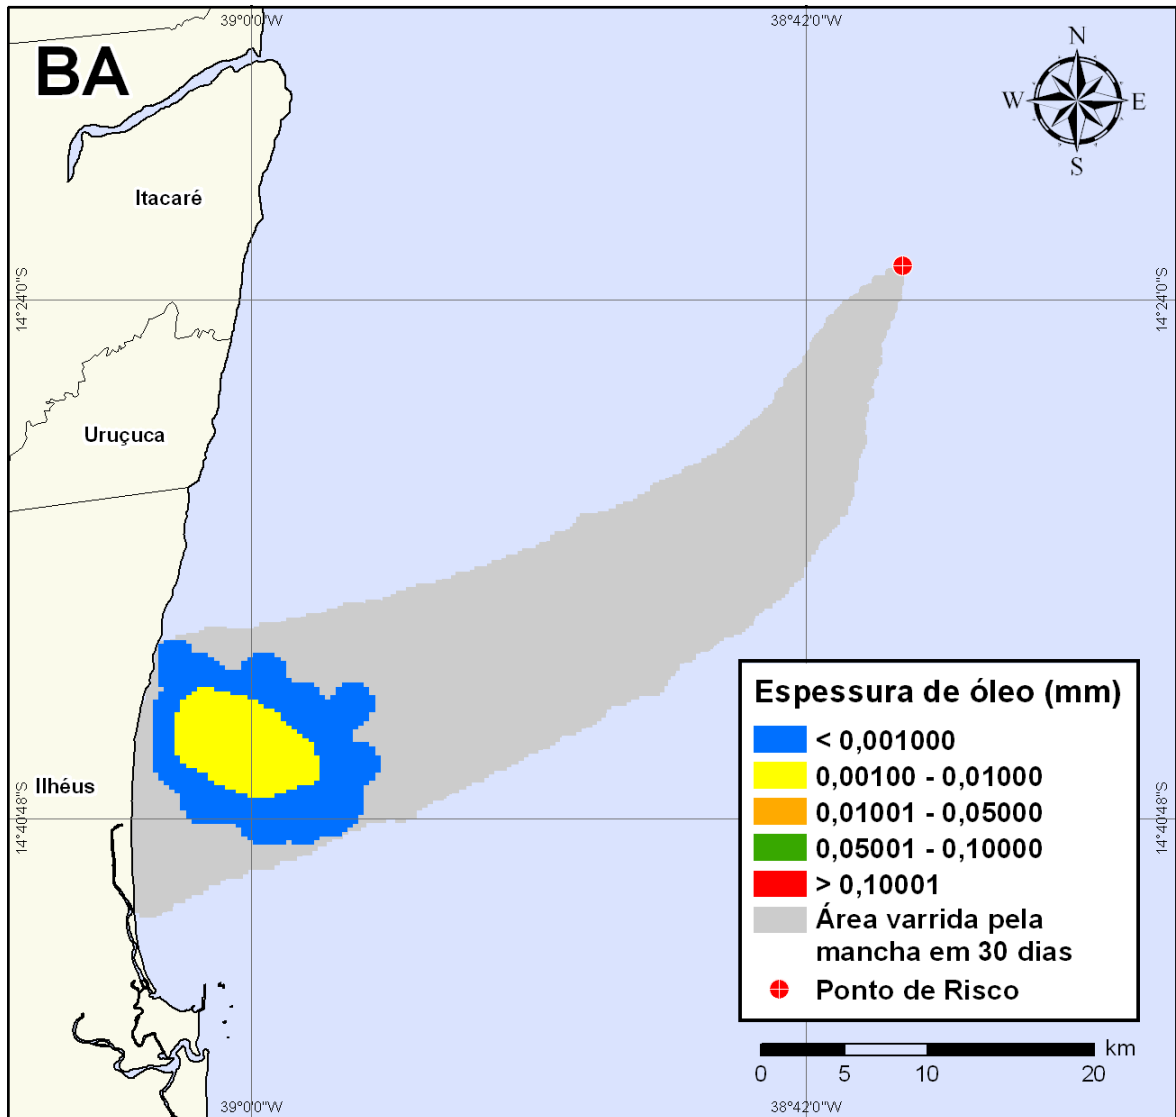 39°0'0"W
38°42'0"W
BA
N
W
E
S
Itacaré
14°24'0"S
14°24'0"S
Uruçuca
Espessura de óleo (mm)
< 0,001000
0,00100 - 0,01000
0,01001 - 0,05000
0,05001 - 0,10000
> 0,10001
Área varrida pela
mancha em 30 dias
Ponto de Risco
Ilhéus
14°40'48"S
14°40'48"S
km
0
5
10
20
39°0'0"W
38°42'0"W